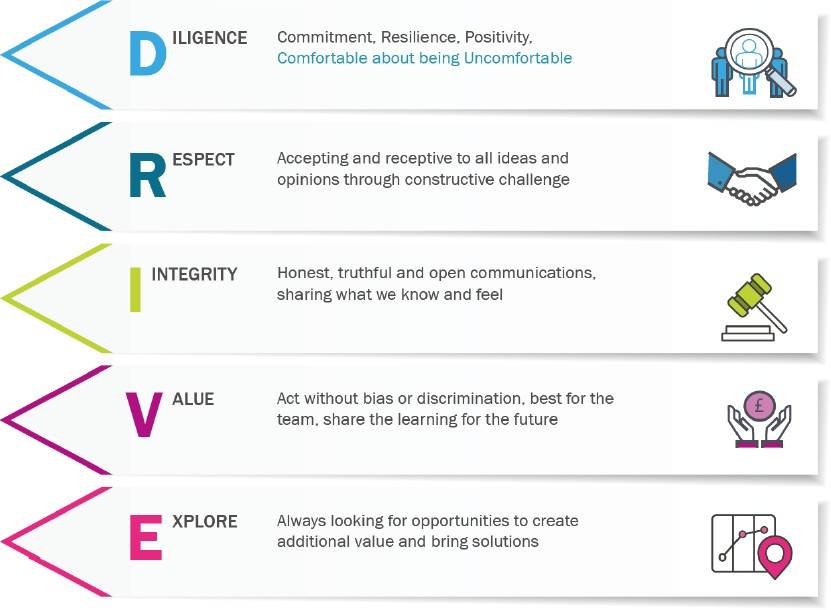 DILIGENCE
Commitment, Resilience, Positivity,
Comfortable about being Uncomfortable
RESPECT
Accepting and receptive to all ideas and
opinions through constructive challenge
IINTEGRITY
Honest, truthful and open communications,
sharing what we know and feel
VALUE
Act without bias or discrimination, best for the
team, share the learning for the future
£
EXPLORE
Always looking for opportunities to create
additional value and bring solutions